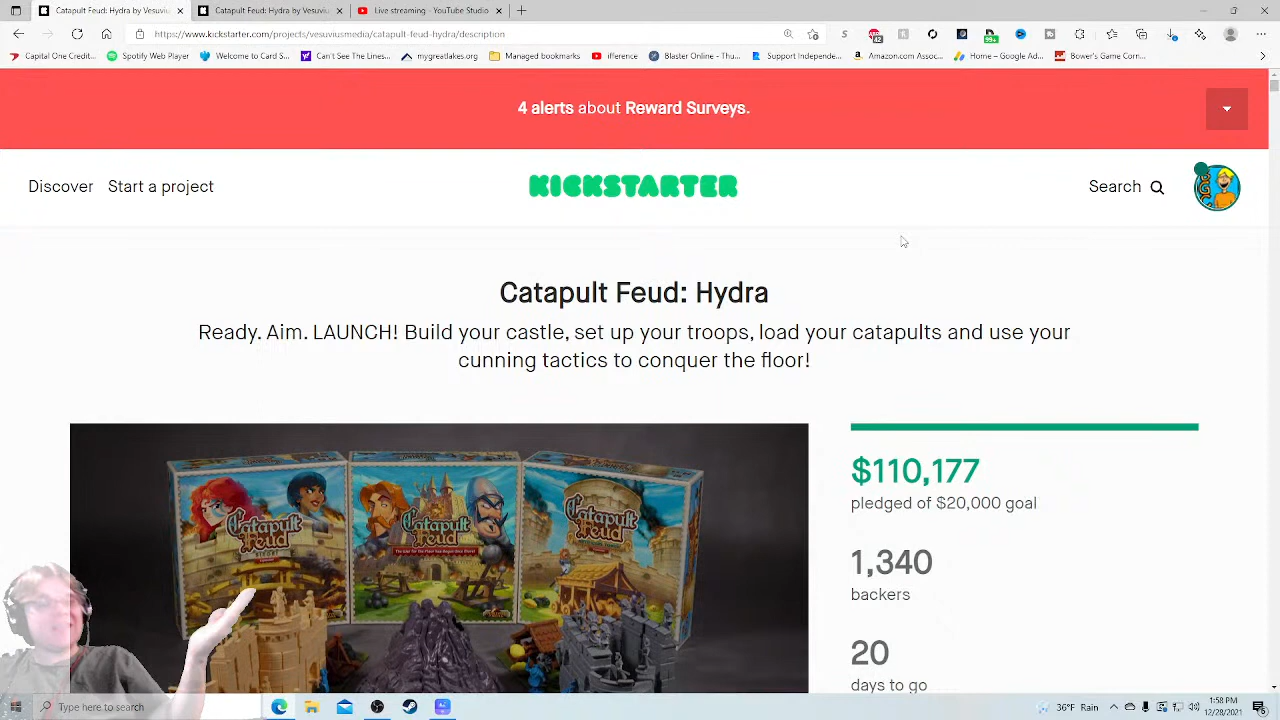 Catapult Feud: Hydra by Vesuviu
Catapult Feud: Hydra by Vesuviu
Live streaming - YouTube Studio
https://www.kickstarter.com/projects/vesuviusmedia/catapult-feud-hydra/description
Capital One Credit...
Spotify Web Player
Welcome to Card S...
Can't See The Lines...
mygreatlakes.org
Managed bookmarks
ifference
Blaster Online - Thu...
Support Independe...
Amazon.com Assoc...
Home - Google Ad...
Bower's Game Corn...
4 alerts about Reward Surveys.
Discover
Start a project
KICKSTARTER
Search
Catapult Feud: Hydra
Ready. Aim. LAUNCH! Build your castle, set up your troops, load your catapults and use your
cunning tactics to conquer the floor!
Catapult Feud
Catapult Feud
Catapult Feud
$110,177
pledged of $20,000 goal
1,340
backers
20
days to go
Type here to search
36°F Rain
1:58 PM
12/28/2021